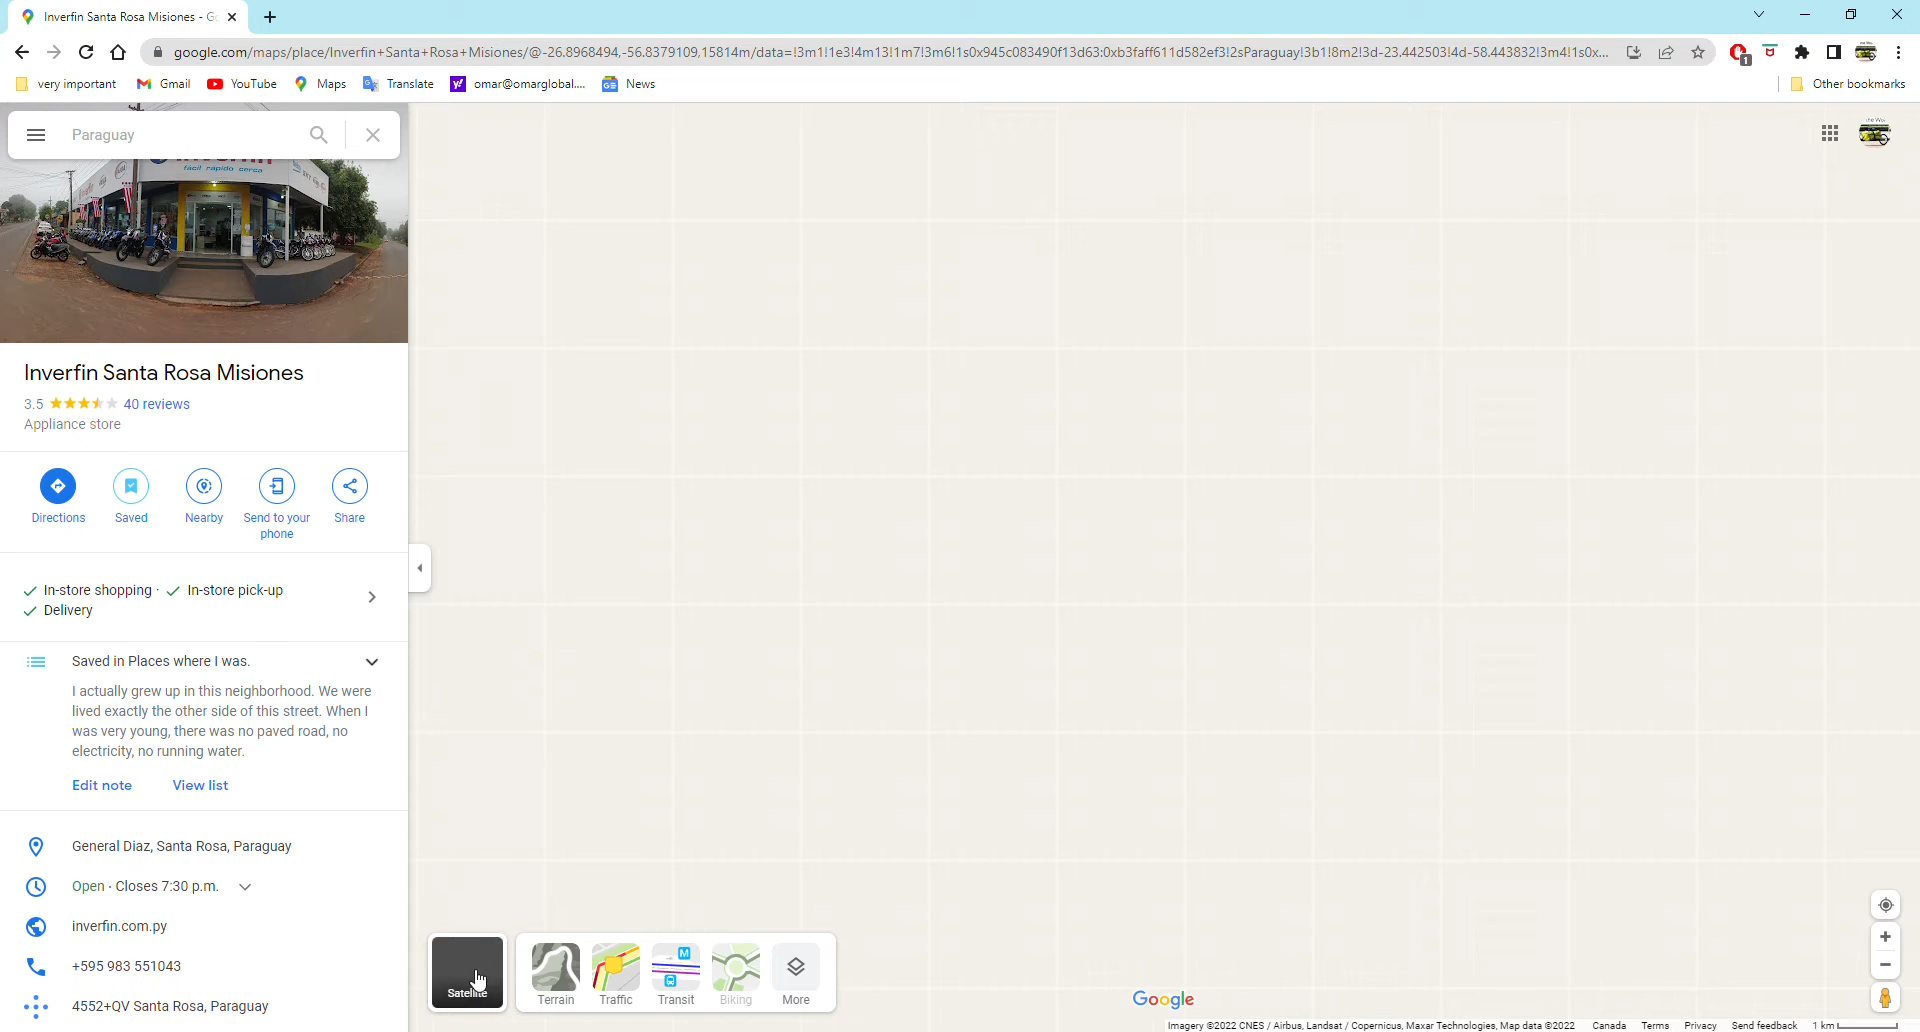 Inverfin Santa Rosa Misiones - Go
google.com/maps/place/Inverfin+Santa+Rosa+Misiones/@-26.8968494,-56.8379109,15814m/data=!3m1!1e3!4m13!1m7!3m6!1s0x945c083490f13d63:0xb3faff611d582ef3!2sParaguay!3b1!8m2!3d-23.442503!4d-58.443832!3m4!1s0x...
1
very important
Gmail
YouTube
Maps
Translate
omar@omarglobal....
News
Other bookmarks
Paraguay
fácil rápido cerca
Inverfin Santa Rosa Misiones
3.5 40 reviews
Appliance store
Directions
Saved
Nearby
Send to your
phone
Share
In-store shopping · In-store pick-up
Delivery
Saved in Places where I was.
I actually grew up in this neighborhood. We were
lived exactly the other side of this street. When I
was very young, there was no paved road, no
electricity, no running water.
Edit note View list
General Diaz, Santa Rosa, Paraguay
Open · Closes 7:30 p.m.
inverfin.com.py
+595 983 551043
4552+QV Santa Rosa, Paraguay
Satellite
Terrain
Traffic
M
Transit
Biking
More
Google
Imagery ©2022 CNES / Airbus, Landsat / Copernicus, Maxar Technologies, Map data ©2022 Canada Terms Privacy Send feedback 1 km